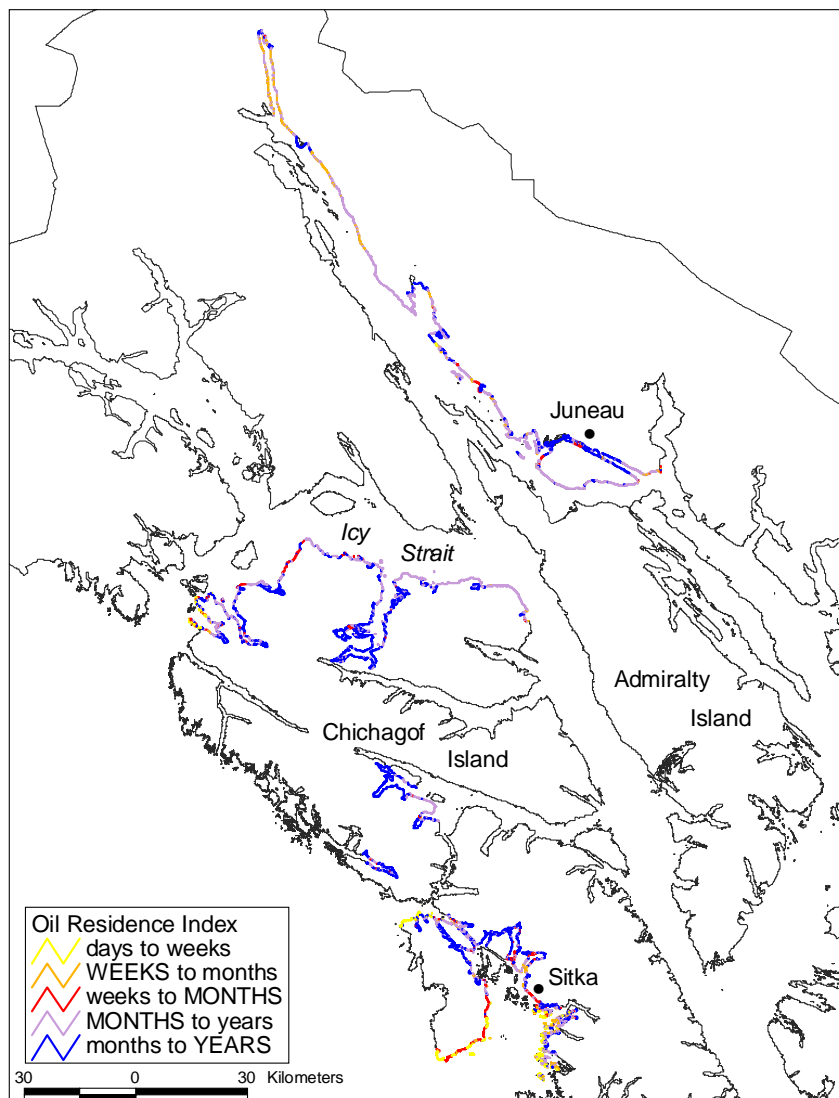 Juneau
Icy
Strait
Admiralty
Island
Chichagof
Island
Sitka
Oil Residence Index
days to weeks
WEEKS to months
weeks to MONTHS
MONTHS to years
months to YEARS
30 0 30 Kilometers